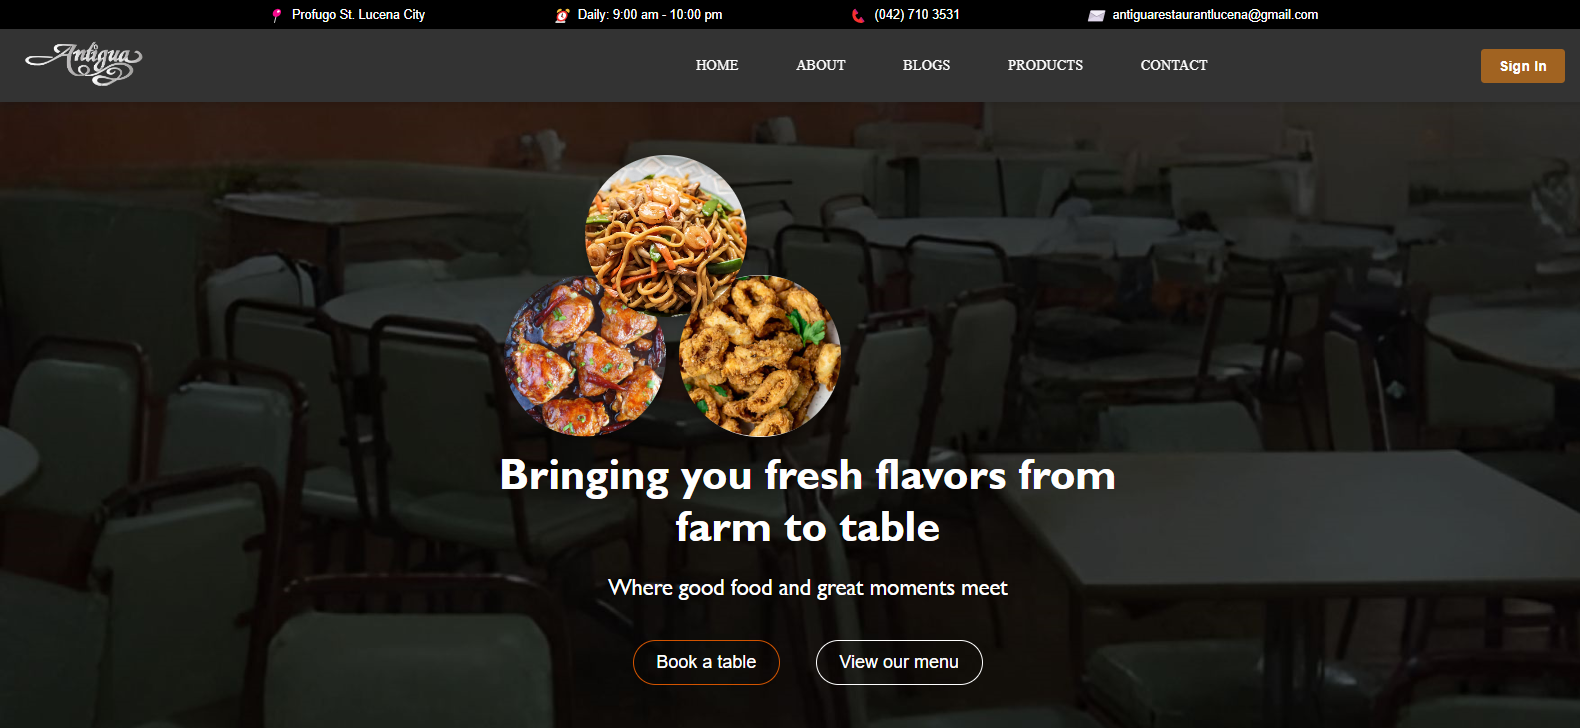 Profugo St. Lucena City
Daily: 9:00 am - 10:00 pm
(042) 710 3531
antiguarestaurantlucena@gmail.com
Antigua
HOME
ABOUT
BLOGS
PRODUCTS
CONTACT
Sign In
Bringing you fresh flavors from
farm to table
Where good food and great moments meet
Book a table
View our menu